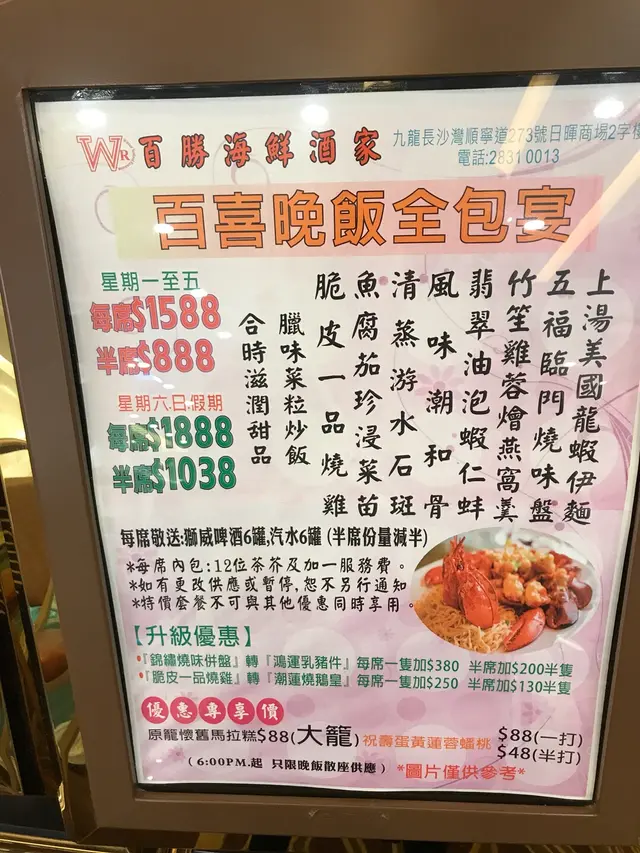 WR 百勝海鮮酒家
九龍長沙灣順寧道273號日暉商場2字樓
電話:2831 0013
百喜晚飯全包宴
星期一至五
每席$1588
半席$888
星期六.日.假期
每席$1888
半席$1038
上湯美國龍蝦伊麵
五福臨門燒味盤
竹笙雞蓉燴燕窩羹
翡翠油泡蝦仁蚌
風味潮和骨
清蒸游水石斑
魚腐茄珍浸菜苗
脆皮一品燒雞
臘味菜粒炒飯
合時滋潤甜品
每席敬送:獅威啤酒6罐,汽水6罐 (半席份量減半)
*每席內包:12位茶芥及加一服務費。
*如有更改供應或暫停,恕不另行通知
*特價套餐不可與其他優惠同時享用。
【升級優惠】
*『錦繡燒味併盤』轉『鴻運乳豬件』每席一隻加$380 半席加$200半隻
*『脆皮一品燒雞』轉『潮蓮燒鵝皇』每席一隻加$250 半席加$130半隻
優惠專享價
原籠懷舊馬拉糕$88(大籠)
祝壽蛋黃蓮蓉蟠桃
$88(一打)
$48(半打)
(6:00PM.起 只限晚飯散座供應)
*圖片僅供參考*